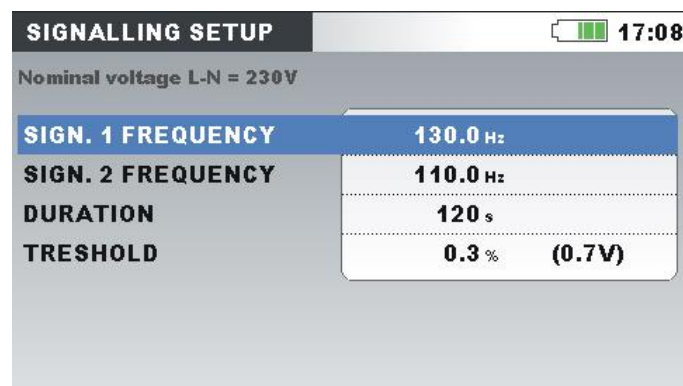 SIGNALLING SETUP 17:08
Nominal voltage L-N = 230V
SIGN. 1 FREQUENCY 130.0 Hz
SIGN. 2 FREQUENCY 110.0 Hz
DURATION 120 s
TRESHOLD 0.3 % (0.7V)